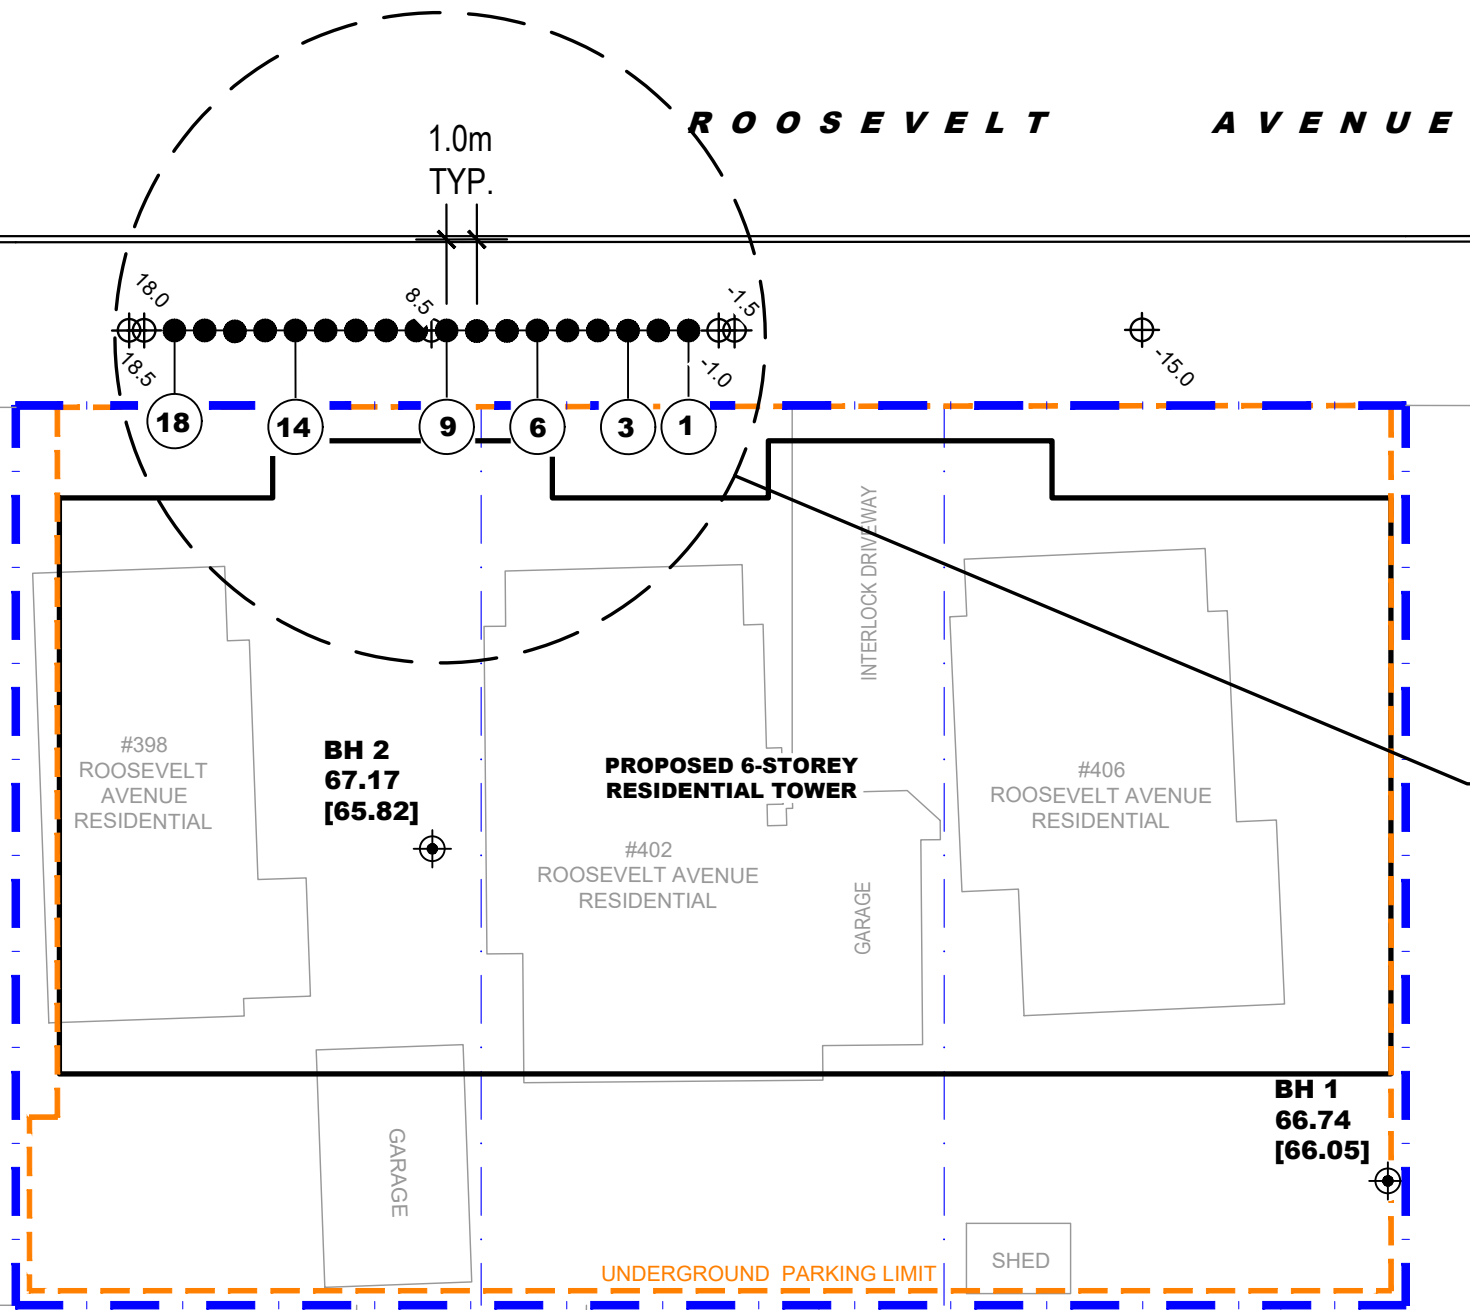 ROOSEVELT AVENUE
1.0m
TYP.
18.0
8.5
-1.5
18.5
-1.0
-15.0
18
14
9
6
3
1
INTERLOCK DRIVEWAY
#398
ROOSEVELT
AVENUE
RESIDENTIAL
BH 2
67.17
[65.82]
PROPOSED 6-STOREY
RESIDENTIAL TOWER
#402
ROOSEVELT AVENUE
RESIDENTIAL
#406
ROOSEVELT AVENUE
RESIDENTIAL
GARAGE
BH 1
66.74
[66.05]
GARAGE
SHED
UNDERGROUND PARKING LIMIT